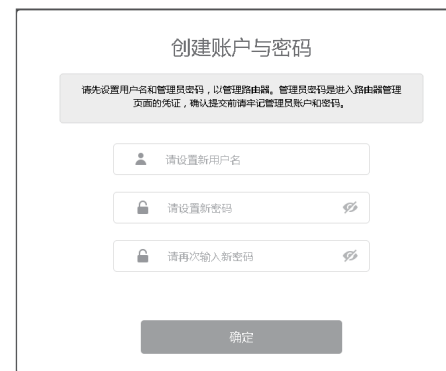 创建账户与密码
请先设置用户名和管理员密码，以管理路由器。管理员密码是进入路由器管理
页面的凭证，确认提交前请牢记管理员账户和密码。
请设置新用户名
请设置新密码
请再次输入新密码
确定